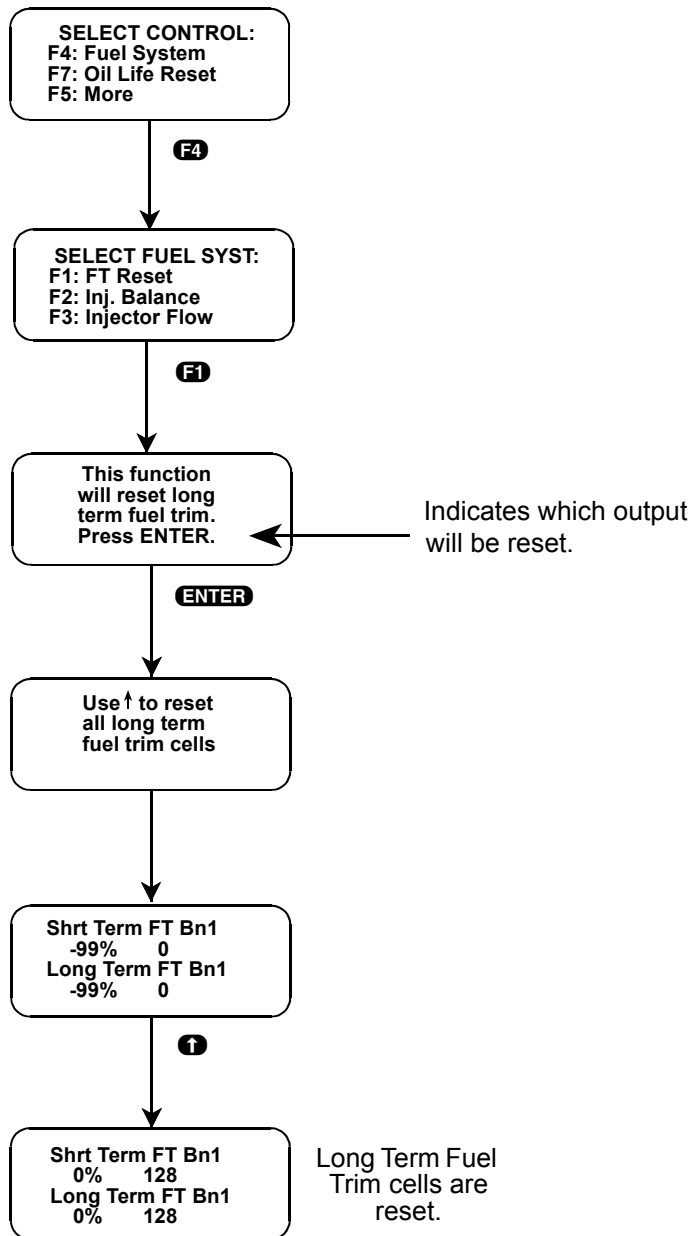 SELECT CONTROL:
F4: Fuel System
F7: Oil Life Reset
F5: More
F4
SELECT FUEL SYST:
F1: FT Reset
F2: Inj. Balance
F3: Injector Flow
F1
This function
will reset long
term fuel trim.
Press ENTER.
Indicates which output
will be reset.
ENTER
Use ↑ to reset
all long term
fuel trim cells
Shrt Term FT Bn1
-99% 0
Long Term FT Bn1
-99% 0
↑
Shrt Term FT Bn1
0% 128
Long Term FT Bn1
0% 128
Long Term Fuel
Trim cells are
reset.